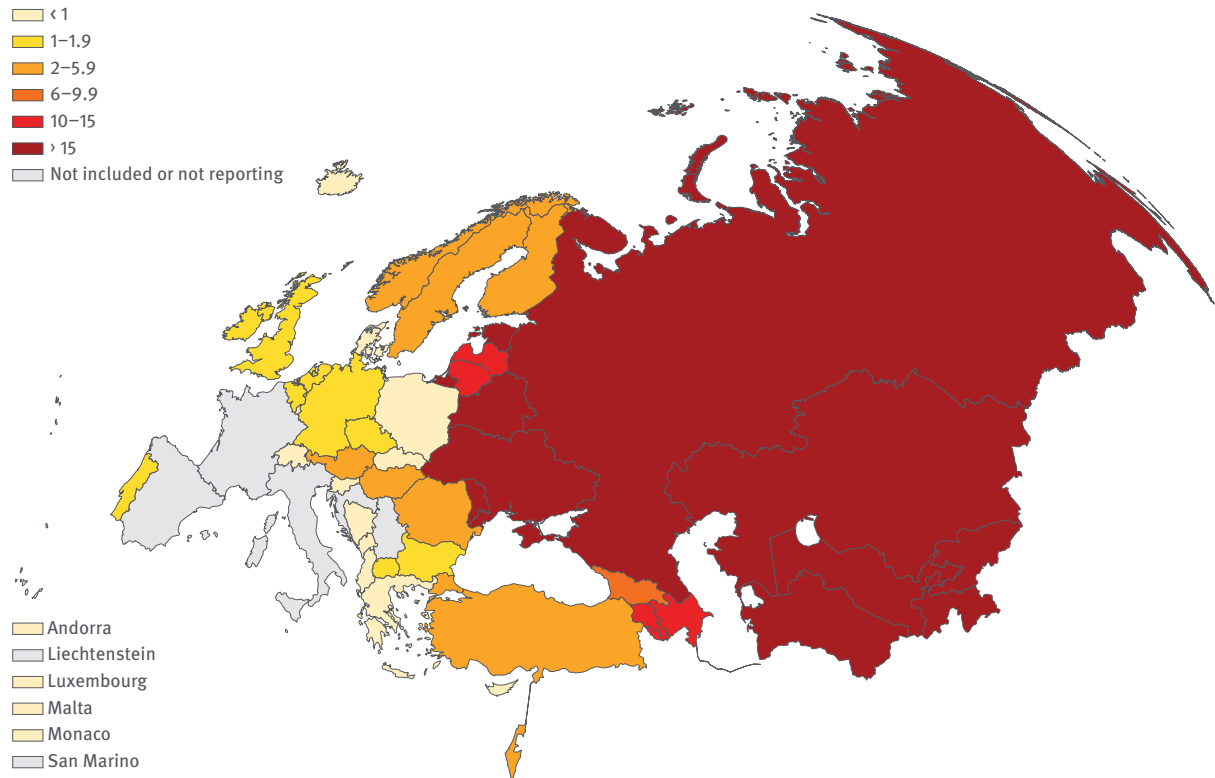 ‹ 1
1–1.9
2–5.9
6–9.9
10–15
› 15
Not included or not reporting
Andorra
Liechtenstein
Luxembourg
Malta
Monaco
San Marino